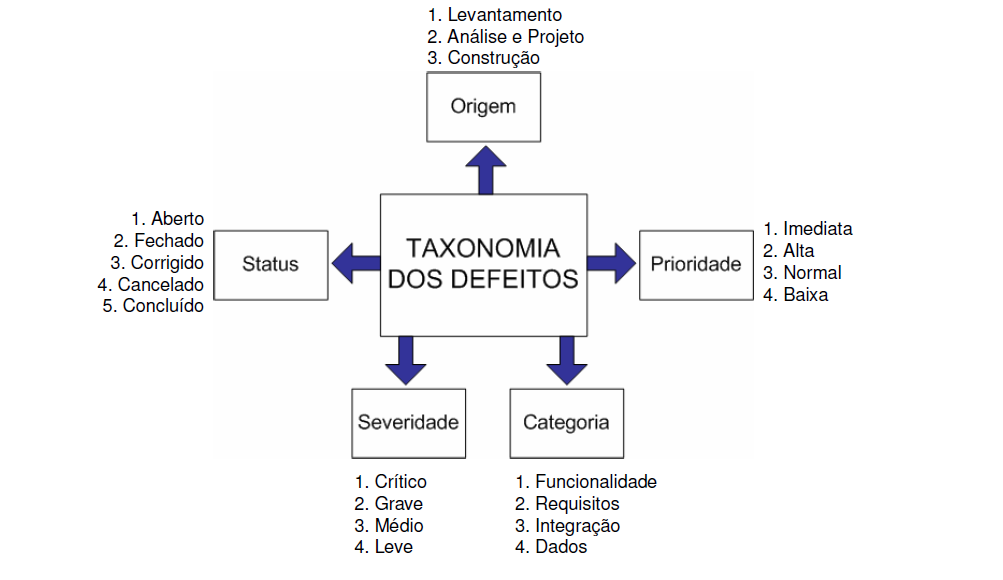 1. Levantamento
2. Análise e Projeto
3. Construção
Origem
TAXONOMIA
DOS DEFEITOS
1. Aberto
2. Fechado
3. Corrigido
4. Cancelado
5. Concluído
Status
Prioridade
1. Imediata
2. Alta
3. Normal
4. Baixa
Severidade
1. Crítico
2. Grave
3. Médio
4. Leve
Categoria
1. Funcionalidade
2. Requisitos
3. Integração
4. Dados